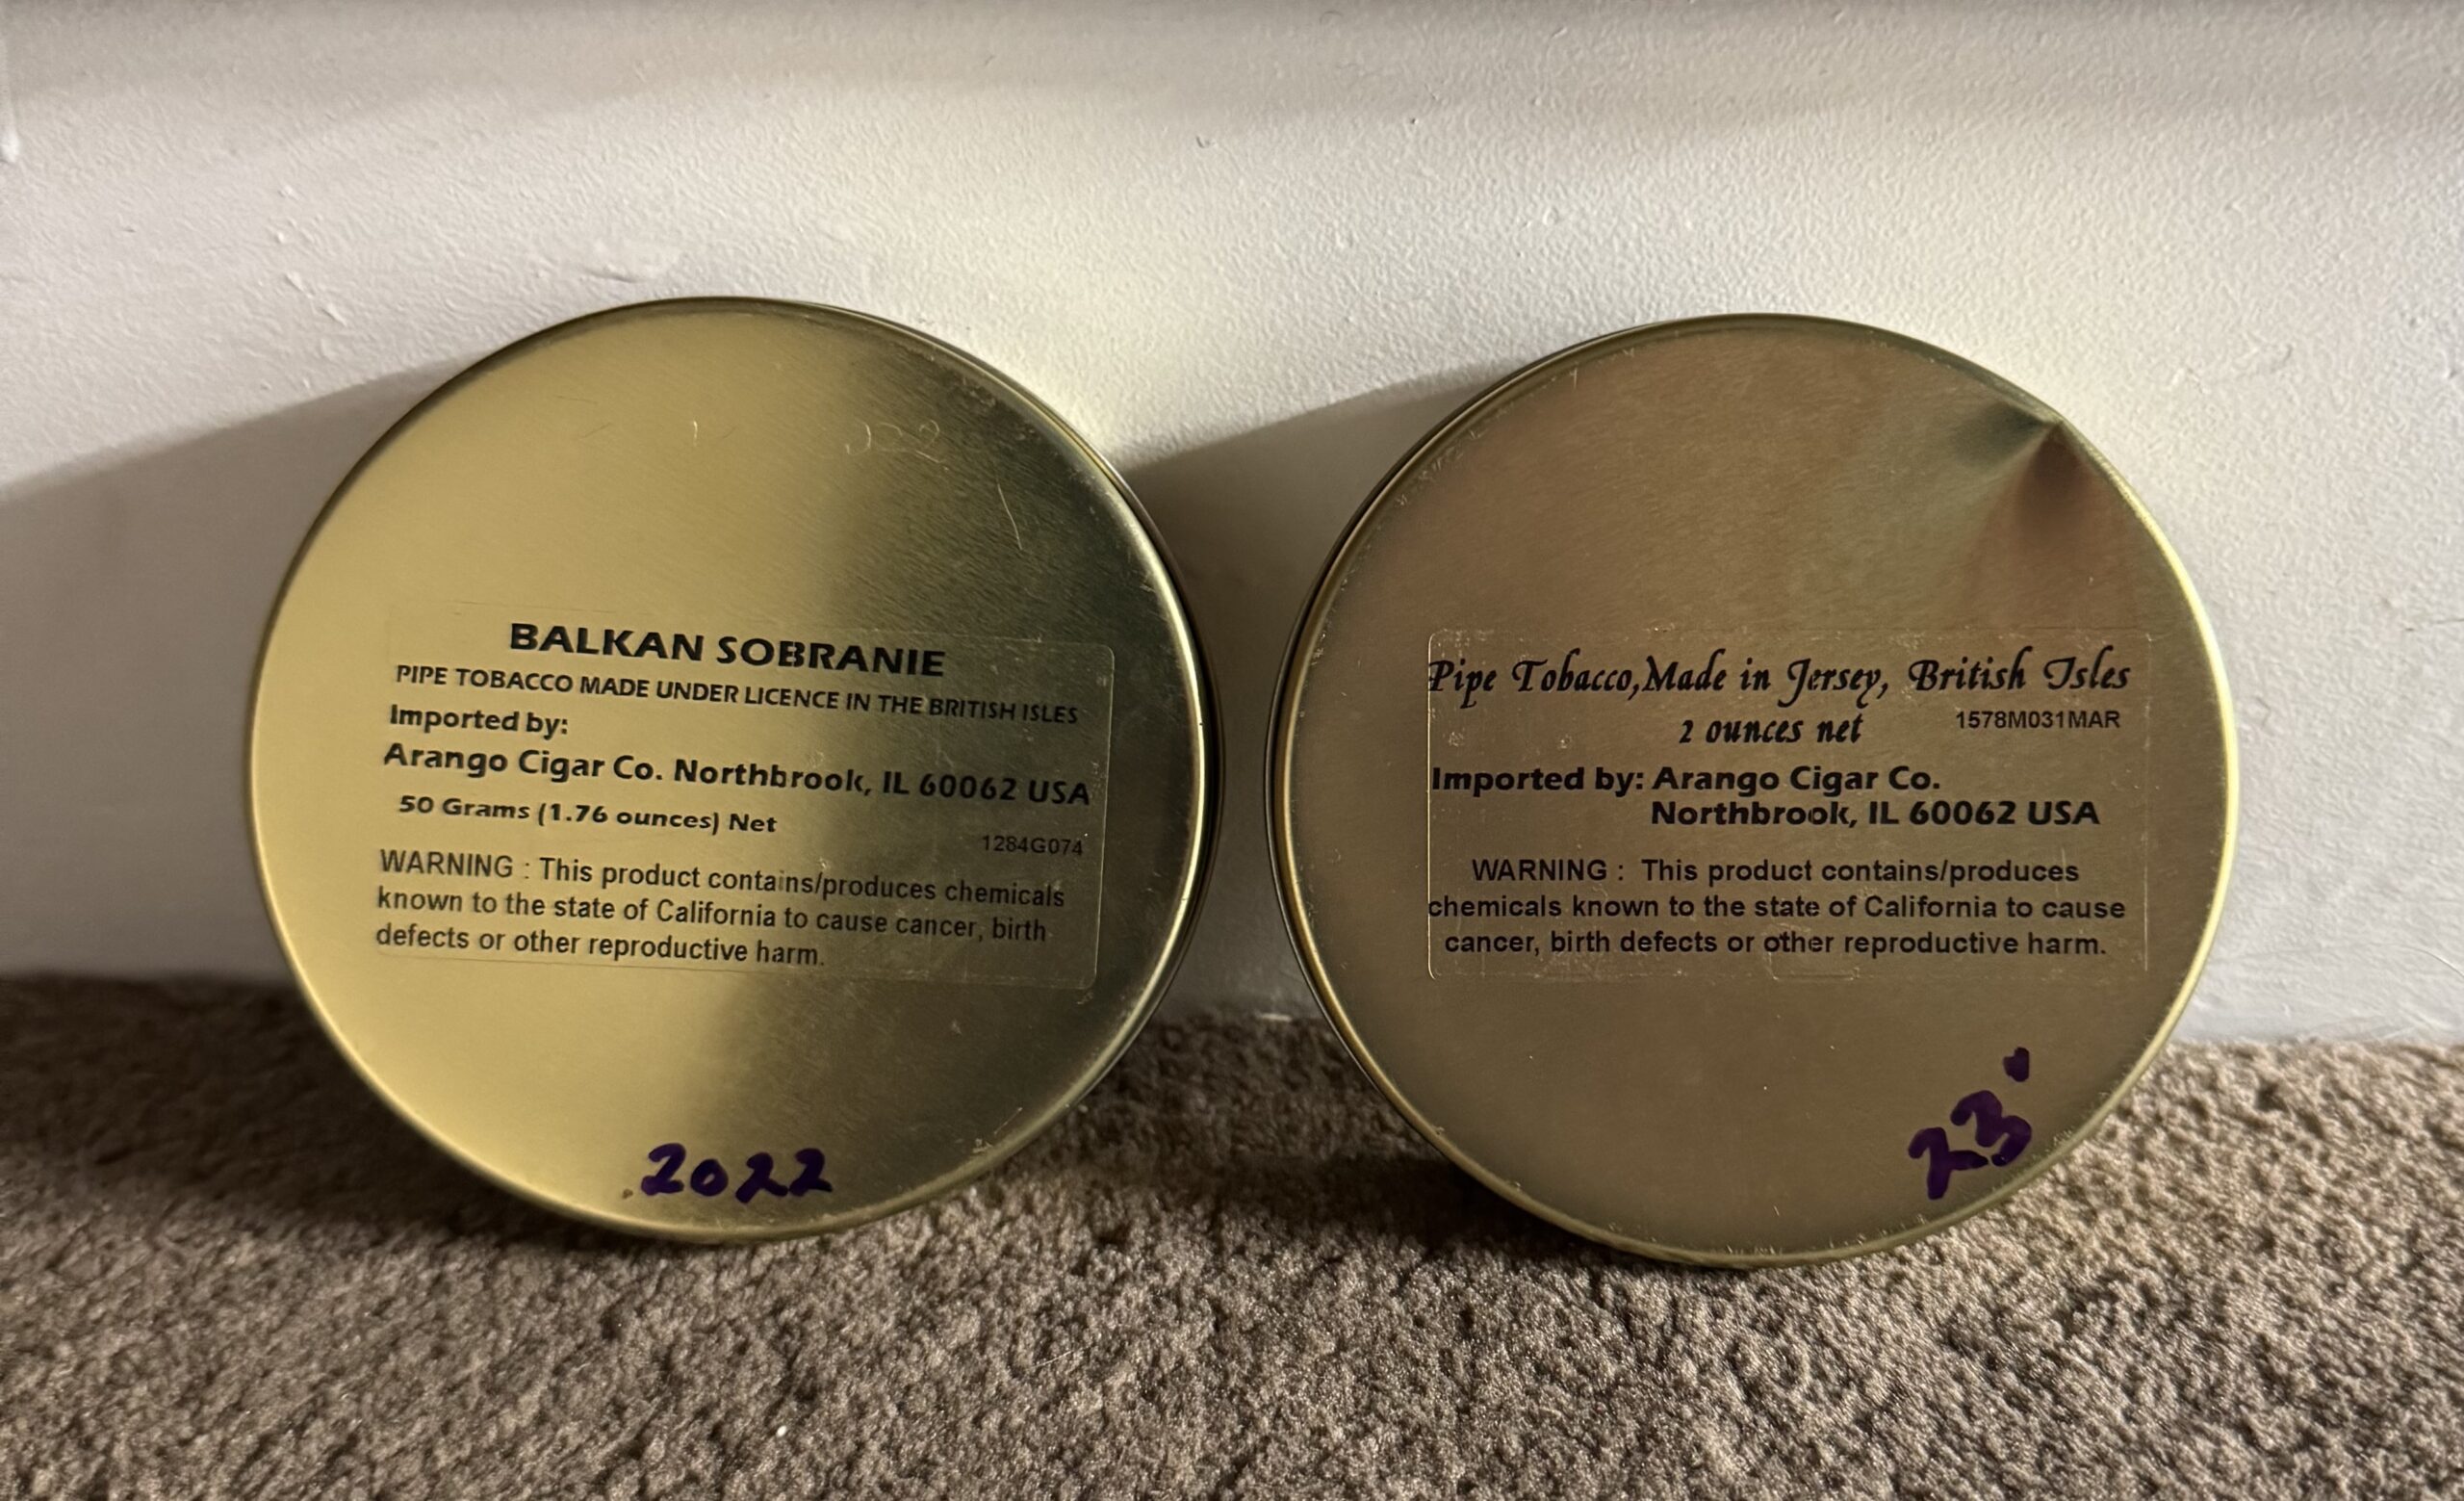 BALKAN SOBRANIE
PIPE TOBACCO MADE UNDER LICENCE IN THE BRITISH ISLES
Imported by:
Arango Cigar Co. Northbrook, IL 60062 USA
50 Grams (1.76 ounces) Net
1284G074
WARNING : This product contains/produces chemicals
known to the state of California to cause cancer, birth
defects or other reproductive harm.
2022
Pipe Tobacco,Made in Jersey, British Isles
2 ounces net 1578M031MAR
Imported by: Arango Cigar Co.
Northbrook, IL 60062 USA
WARNING : This product contains/produces
chemicals known to the state of California to cause
cancer, birth defects or other reproductive harm.
23